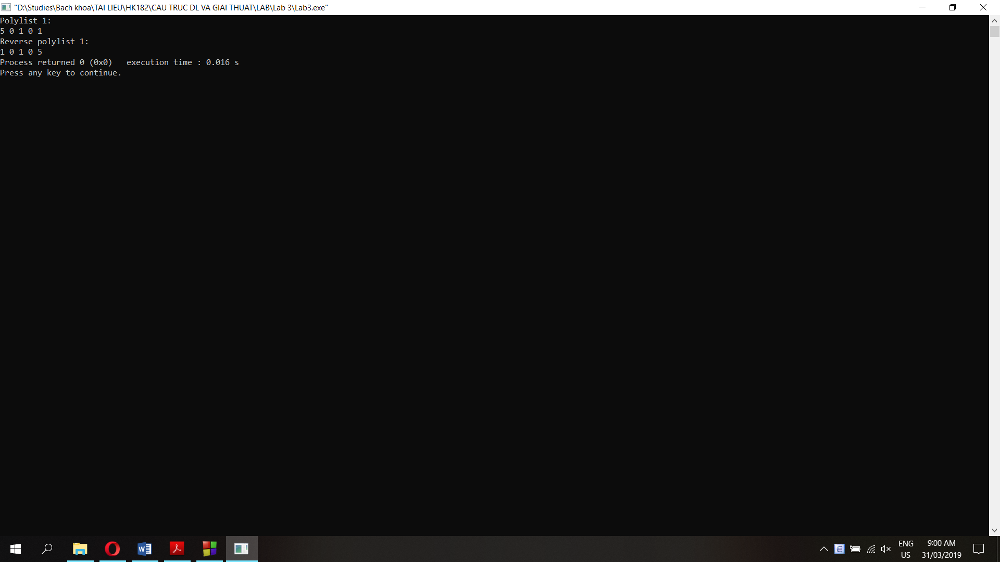 "D:\Studies\Bach khoa\TAI LIEU\HK182\CAU TRUC DL VA GIAI THUAT\LAB\Lab 3\Lab3.exe"
Polylist 1:
5 0 1 0 1
Reverse polylist 1:
1 0 1 0 5
Process returned 0 (0x0)   execution time : 0.016 s
Press any key to continue.
ENG
US
9:00 AM
31/03/2019